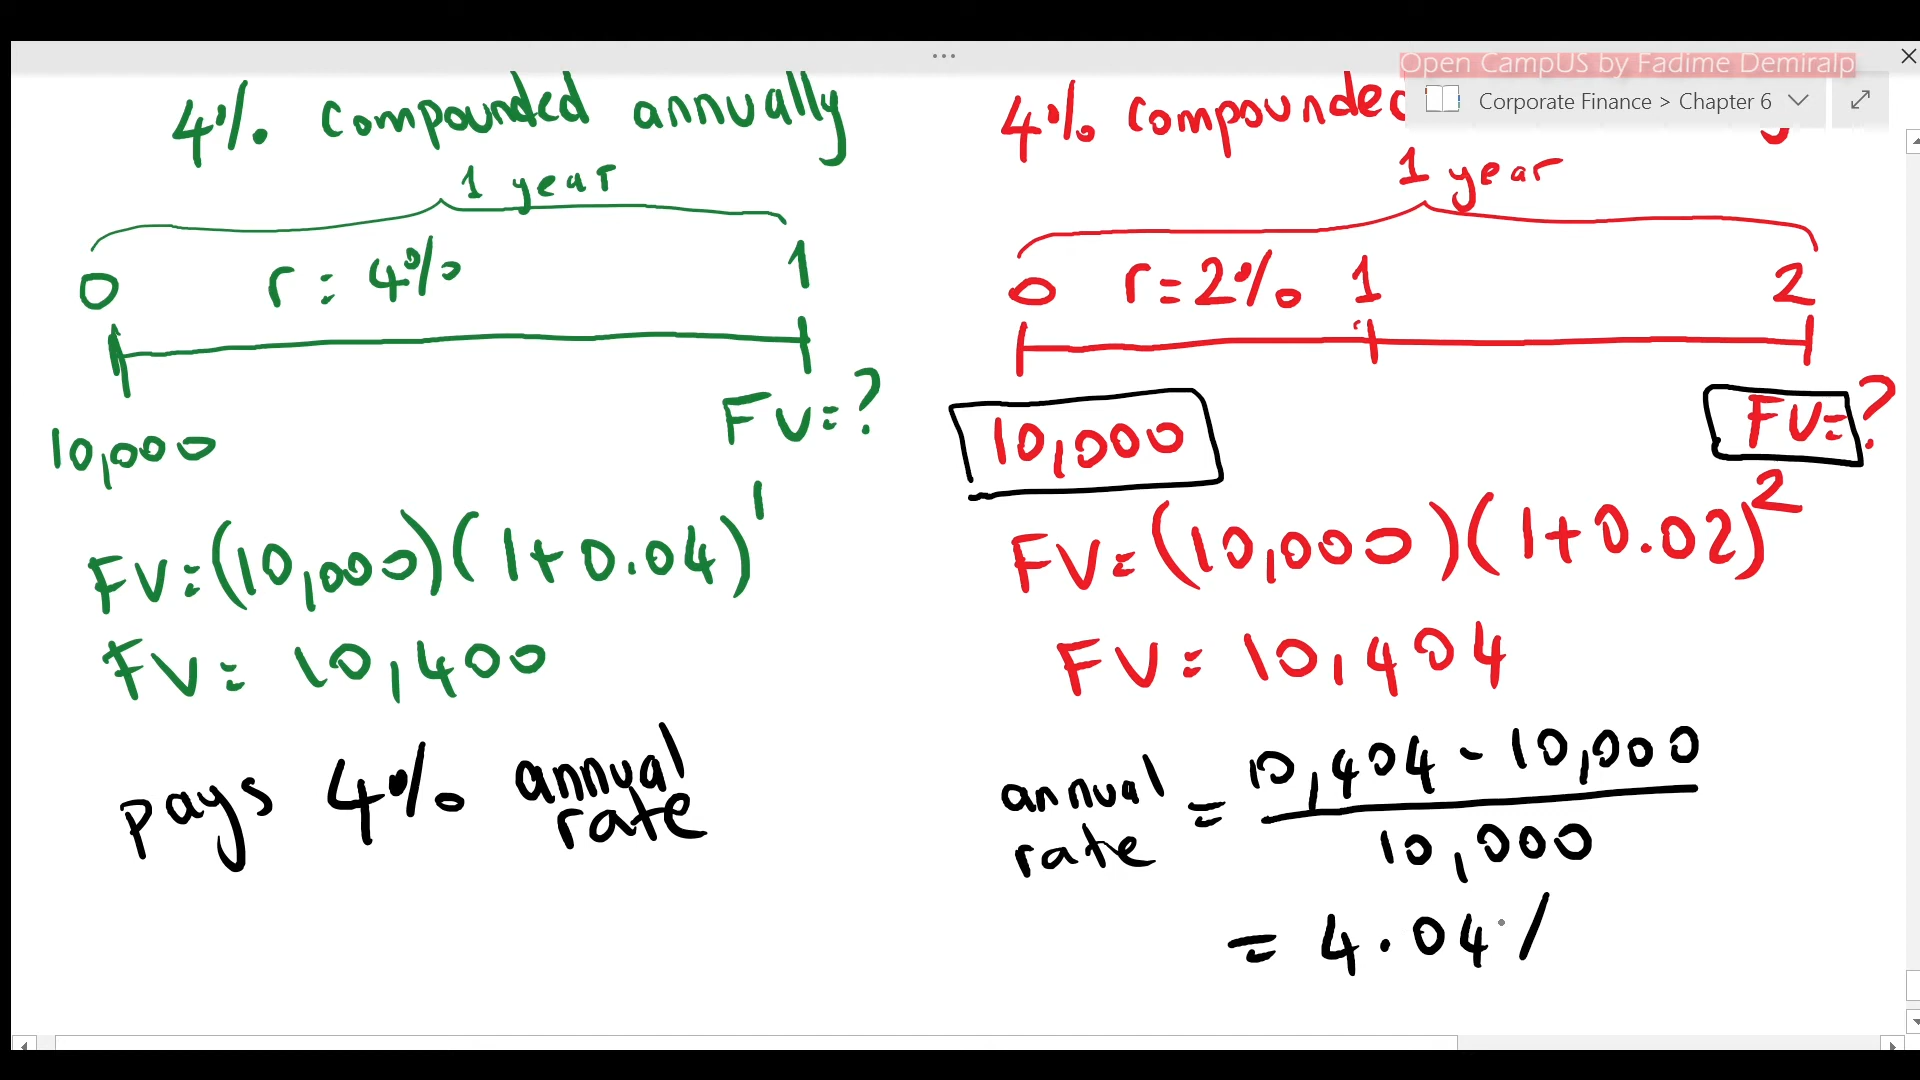 Open CampUS by Fadime Demiralp
Corporate Finance > Chapter 6
4% compounded annually
1 year
0 r = 4% 1
10,000
FV=?
FV=(10,000)(1+0.04)^1
FV= 10,400
pays 4% annual rate
4% compounded
1 year
0 r=2% 1 2
10,000
FV=?
FV=(10,000)(1+0.02)^2
FV= 10,404
annual rate = 10,404 - 10,000
10,000
= 4.04 /